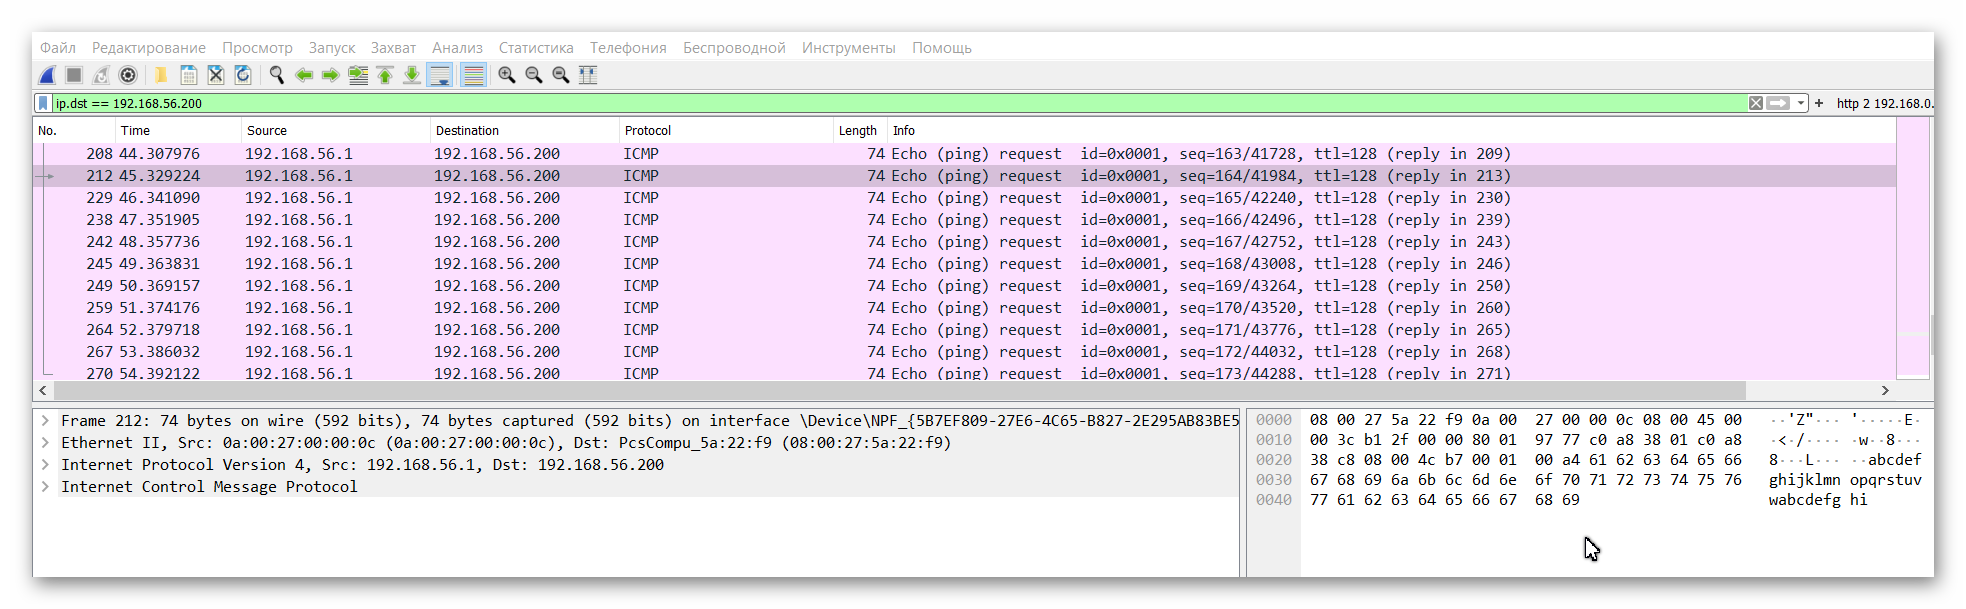 Файл Редактирование Просмотр Запуск Захват Анализ Статистика Телефония Беспроводной Инструменты Помощь
ip.dst == 192.168.56.200 + http 2 192.168.0.
No. Time Source Destination Protocol Length Info
208 44.307976 192.168.56.1 192.168.56.200 ICMP 74 Echo (ping) request id=0x0001, seq=163/41728, ttl=128 (reply in 209)
212 45.329224 192.168.56.1 192.168.56.200 ICMP 74 Echo (ping) request id=0x0001, seq=164/41984, ttl=128 (reply in 213)
229 46.341090 192.168.56.1 192.168.56.200 ICMP 74 Echo (ping) request id=0x0001, seq=165/42240, ttl=128 (reply in 230)
238 47.351905 192.168.56.1 192.168.56.200 ICMP 74 Echo (ping) request id=0x0001, seq=166/42496, ttl=128 (reply in 239)
242 48.357736 192.168.56.1 192.168.56.200 ICMP 74 Echo (ping) request id=0x0001, seq=167/42752, ttl=128 (reply in 243)
245 49.363831 192.168.56.1 192.168.56.200 ICMP 74 Echo (ping) request id=0x0001, seq=168/43008, ttl=128 (reply in 246)
249 50.369157 192.168.56.1 192.168.56.200 ICMP 74 Echo (ping) request id=0x0001, seq=169/43264, ttl=128 (reply in 250)
259 51.374176 192.168.56.1 192.168.56.200 ICMP 74 Echo (ping) request id=0x0001, seq=170/43520, ttl=128 (reply in 260)
264 52.379718 192.168.56.1 192.168.56.200 ICMP 74 Echo (ping) request id=0x0001, seq=171/43776, ttl=128 (reply in 265)
267 53.386032 192.168.56.1 192.168.56.200 ICMP 74 Echo (ping) request id=0x0001, seq=172/44032, ttl=128 (reply in 268)
270 54.392122 192.168.56.1 192.168.56.200 ICMP 74 Echo (ping) request id=0x0001, seq=173/44288, ttl=128 (reply in 271)
Frame 212: 74 bytes on wire (592 bits), 74 bytes captured (592 bits) on interface \Device\NPF_{5B7EF809-27E6-4C65-B827-2E295AB83BE5
Ethernet II, Src: 0a:00:27:00:00:0c (0a:00:27:00:00:0c), Dst: PcsCompu_5a:22:f9 (08:00:27:5a:22:f9)
Internet Protocol Version 4, Src: 192.168.56.1, Dst: 192.168.56.200
Internet Control Message Protocol
0000 08 00 27 5a 22 f9 0a 00 27 00 00 0c 08 00 45 00 ··'Z"··· '·····E·
0010 00 3c b1 2f 00 00 80 01 97 77 c0 a8 38 01 c0 a8 ·<·/···· ·w··8···
0020 38 c8 08 00 4c b7 00 01 00 a4 61 62 63 64 65 66 8···L··· ··abcdef
0030 67 68 69 6a 6b 6c 6d 6e 6f 70 71 72 73 74 75 76 ghijklmn opqrstuv
0040 77 61 62 63 64 65 66 67 68 69 wabcdefg hi